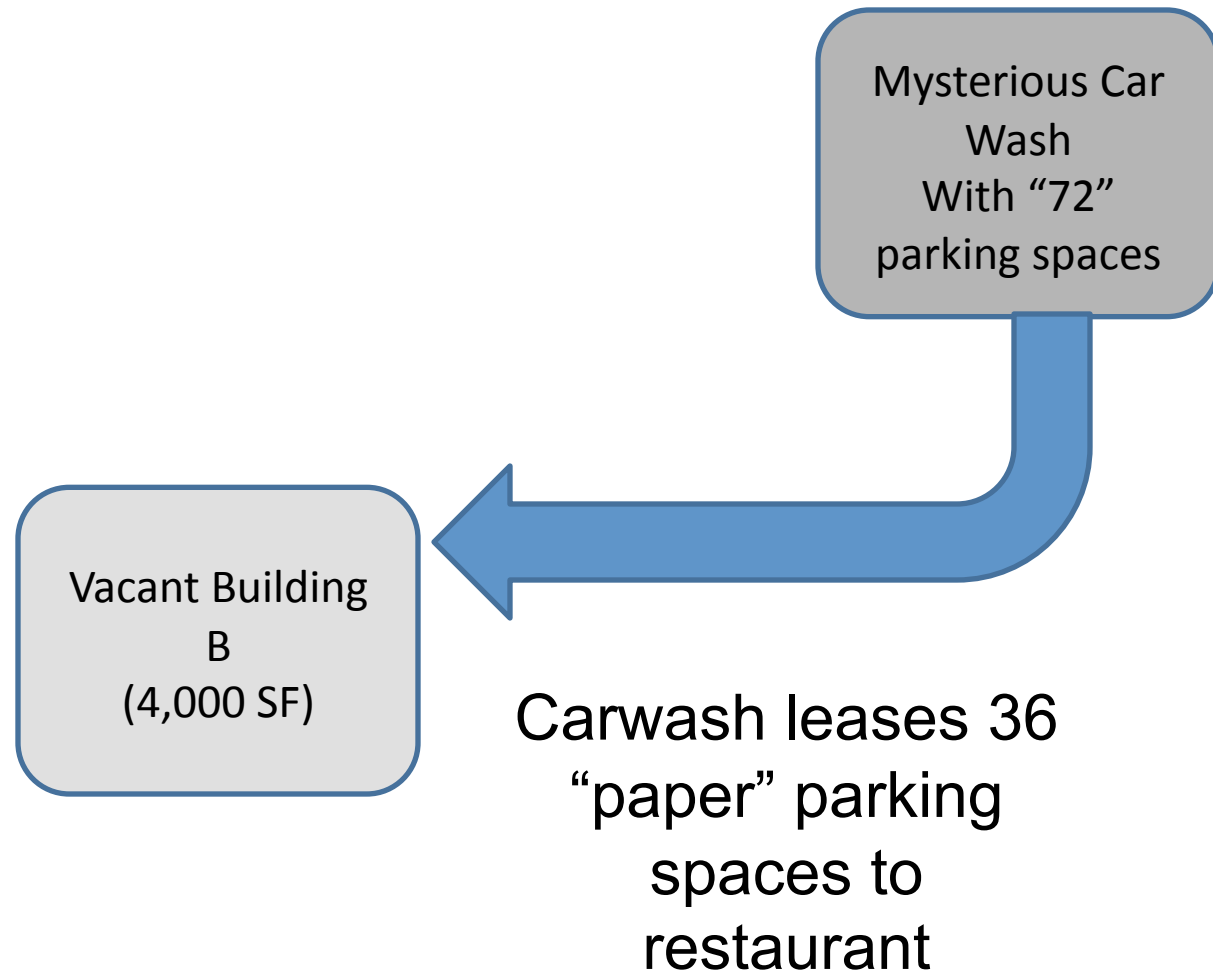 Mysterious Car
Wash
With “72”
parking spaces
Vacant Building
B
(4,000 SF)
Carwash leases 36
“paper” parking
spaces to
restaurant